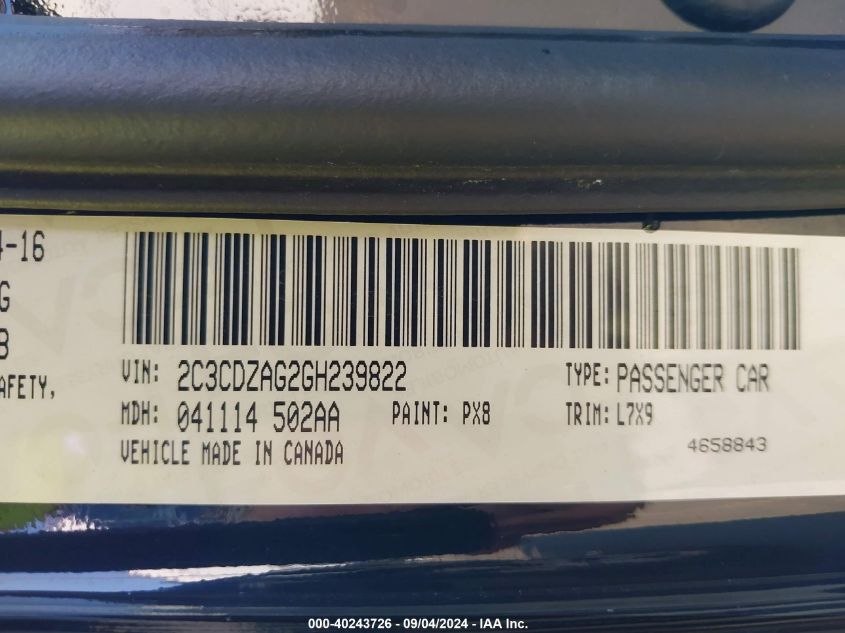 4-16
G
B
AFETY,
VIN: 2C3CDZAG2GH239822 TYPE: PASSENGER CAR
MDH: 041114 502AA PAINT: PX8 TRIM: L7X9
VEHICLE MADE IN CANADA 4658843
000-40243726 - 09/04/2024 - IAA Inc.